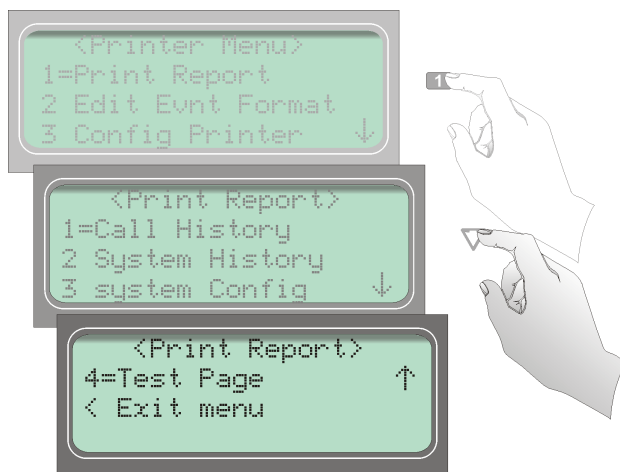 <Printer Menu>
1=Print Report
2 Edit Evnt Format
3 Config Printer ↓
1
<Print Report>
1=Call History
2 System History
3 system Config ↓
<Print Report>
4=Test Page ↑
< Exit menu